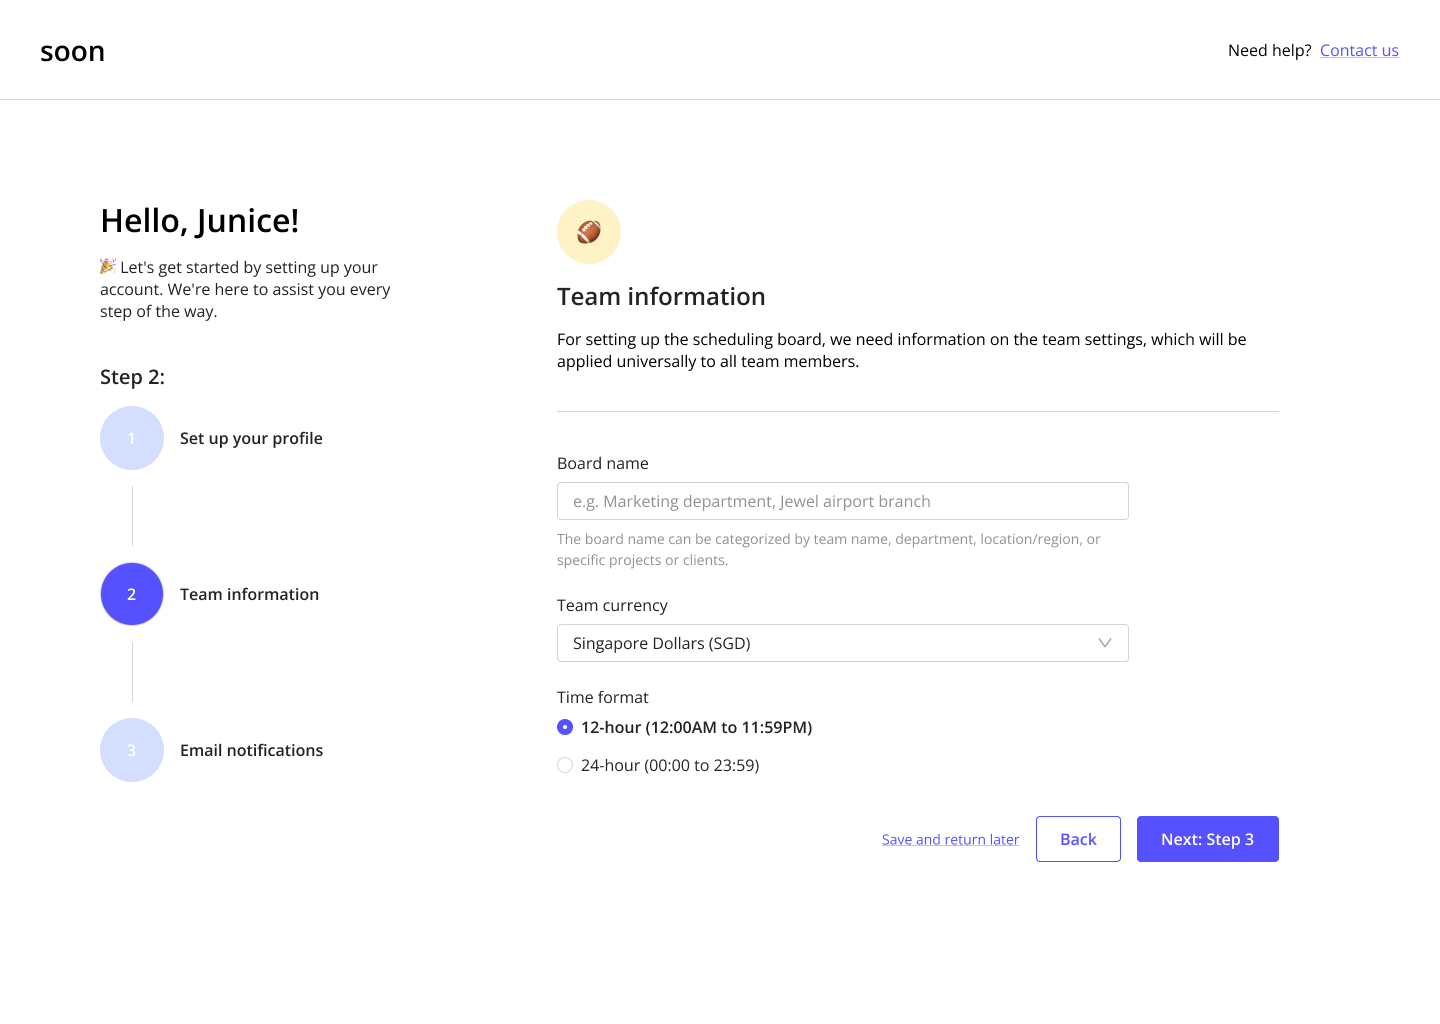 soon
Need help? Contact us
Hello, Junice!
🎉 Let's get started by setting up your
account. We're here to assist you every
step of the way.
Step 2:
1
Set up your profile
2
Team information
3
Email notifications
Team information
For setting up the scheduling board, we need information on the team settings, which will be
applied universally to all team members.
Board name
e.g. Marketing department, Jewel airport branch
The board name can be categorized by team name, department, location/region, or
specific projects or clients.
Team currency
Singapore Dollars (SGD)
Time format
12-hour (12:00AM to 11:59PM)
24-hour (00:00 to 23:59)
Save and return later
Back
Next: Step 3